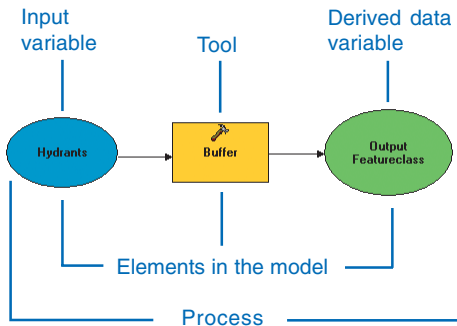 Input
variable
Tool
Derived data
variable
Hydrants
Buffer
Output
Featureclass
Elements in the model
Process